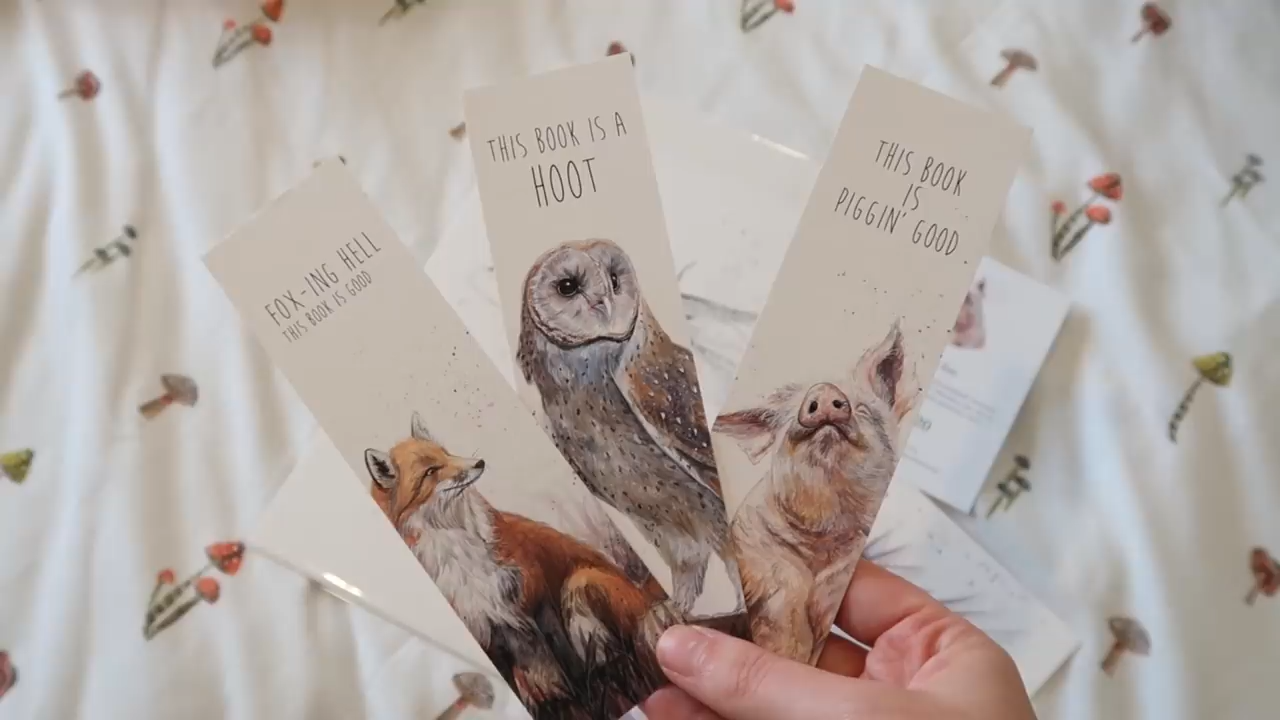 FOX-ING HELL
THIS BOOK IS GOOD
THIS BOOK IS A
HOOT
THIS BOOK
IS
PIGGIN' GOOD